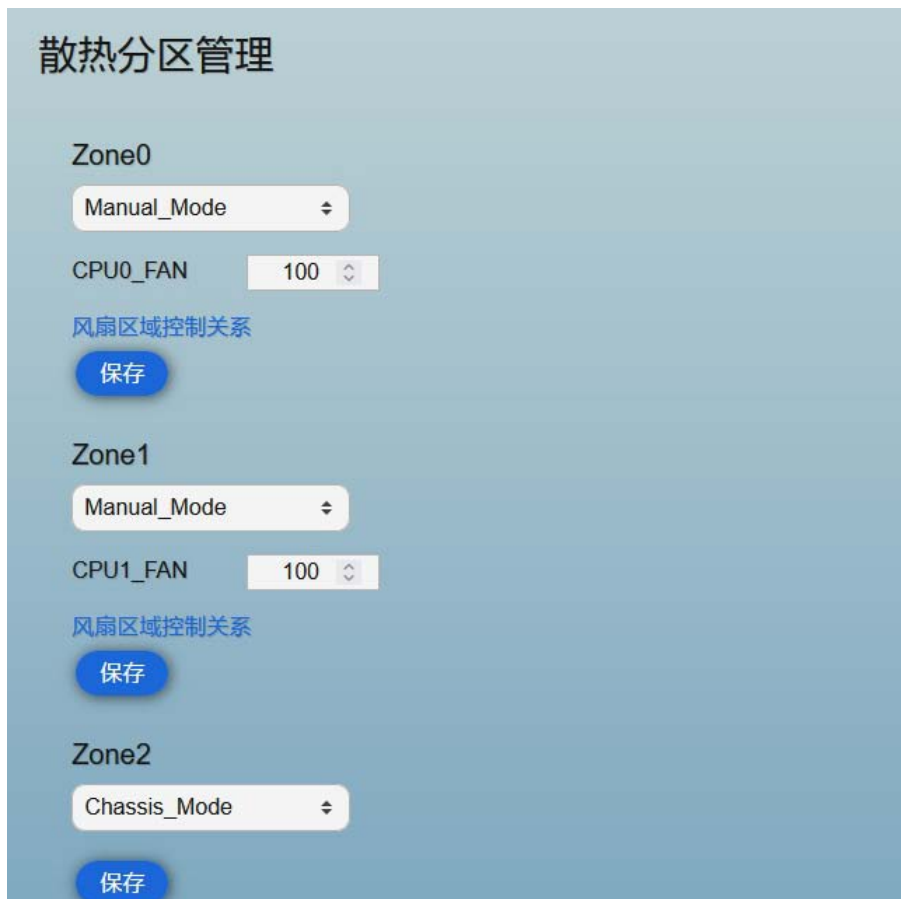 散热分区管理
Zone0
Manual_Mode
CPU0_FAN 100
风扇区域控制关系
保存
Zone1
Manual_Mode
CPU1_FAN 100
风扇区域控制关系
保存
Zone2
Chassis_Mode
保存